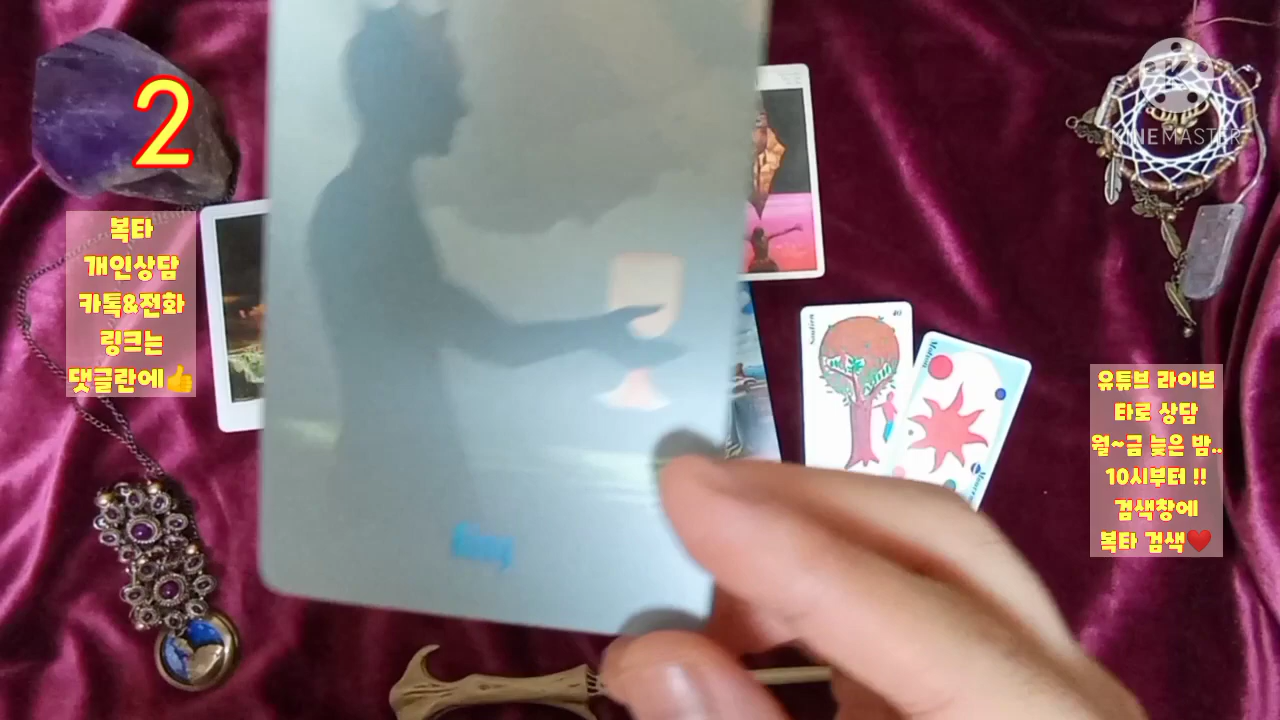 2
복타
개인상담
카톡&전화
링크는
댓글란에👍
KINEMASTER
유튜브 라이브
타로 상담
월~금 늦은 밤..
10시부터 !!
검색창에
복타 검색❤️